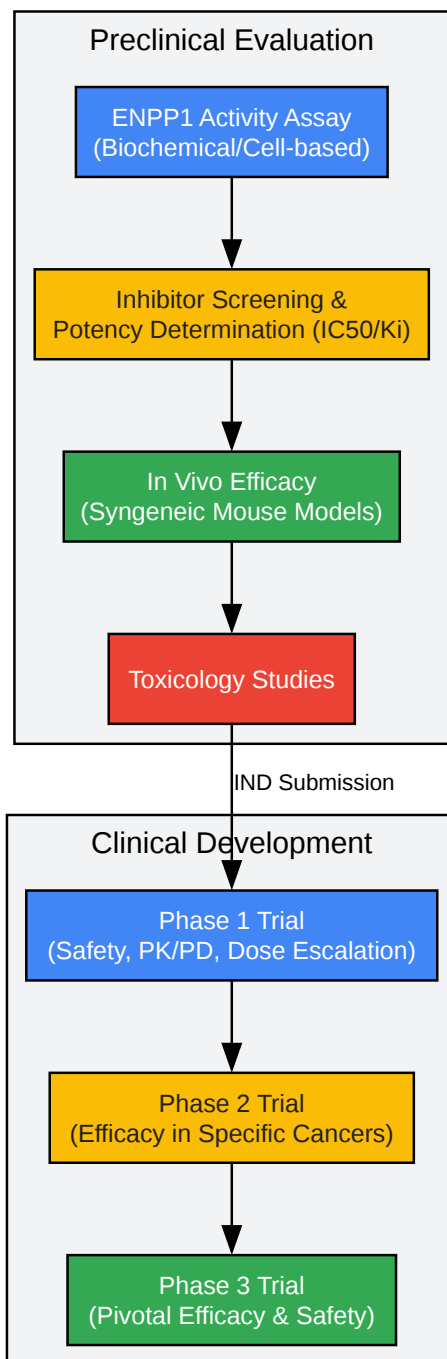 Preclinical Evaluation
ENPP1 Activity Assay
(Biochemical/Cell-based)
Inhibitor Screening &
Potency Determination (IC50/Ki)
In Vivo Efficacy
(Syngeneic Mouse Models)
Toxicology Studies
IND Submission
Clinical Development
Phase 1 Trial
(Safety, PK/PD, Dose Escalation)
Phase 2 Trial
(Efficacy in Specific Cancers)
Phase 3 Trial
(Pivotal Efficacy & Safety)